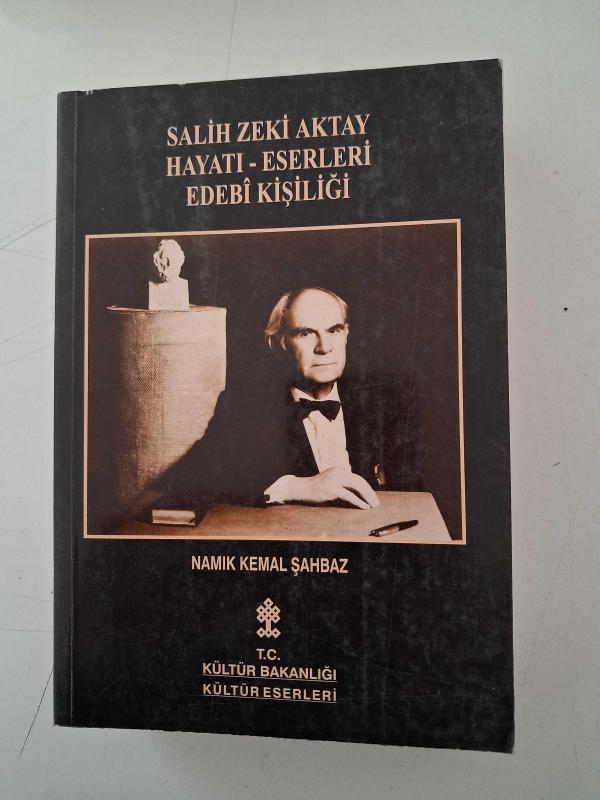 SALİH ZEKİ AKTAY
HAYATI - ESERLERİ
EDEBÎ KİŞİLİĞİ
NAMIK KEMAL ŞAHBAZ
T.C.
KÜLTÜR BAKANLIĞI
KÜLTÜR ESERLERİ